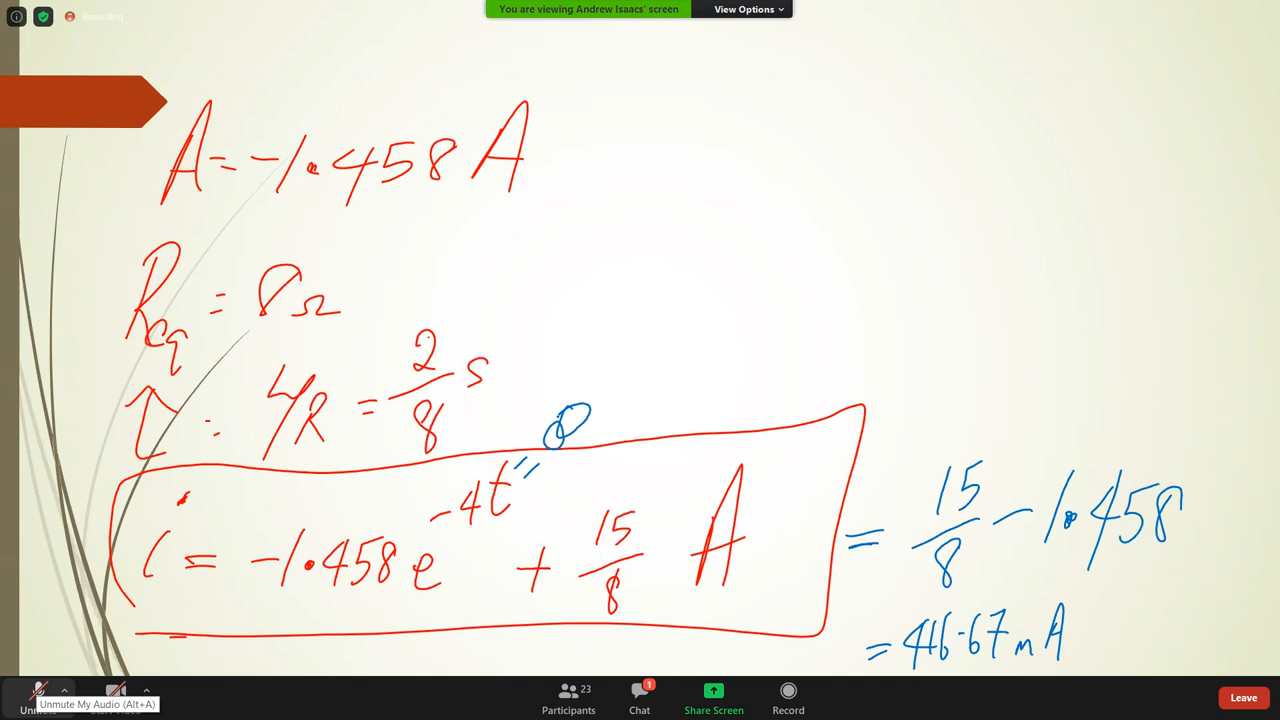 Recording
You are viewing Andrew Isaacs' screen View Options
A = -1.458 A
Req = 8Ω
τ = L/R = 2/8 s
= 0
i = -1.458 e^-4t + 15/8 A
= 15/8 - 1.458
= 416.67 mA
Unmute My Audio (Alt+A)
23
1
Participants Chat Share Screen Record Leave